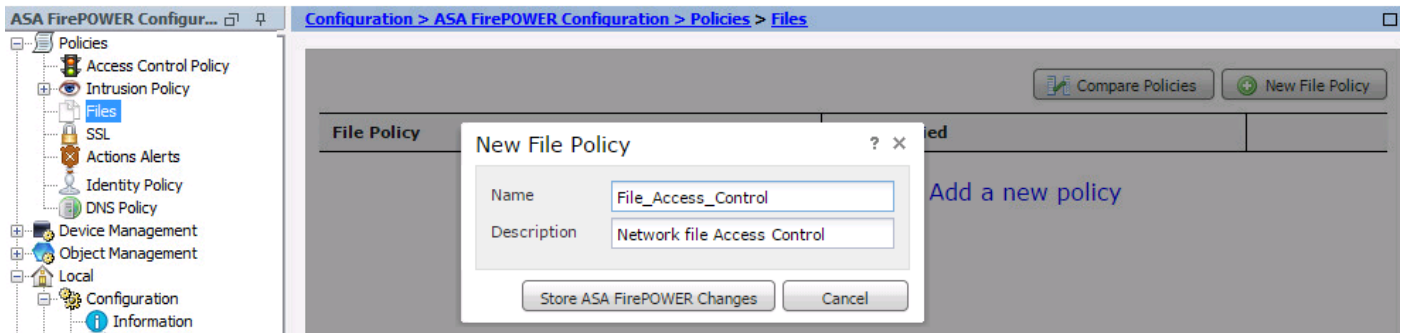 ASA FirePOWER Configur...
Configuration > ASA FirePOWER Configuration > Policies > Files
Policies
Access Control Policy
Intrusion Policy
Files
SSL
Actions Alerts
Identity Policy
DNS Policy
Device Management
Object Management
Local
Configuration
Information
Compare Policies
New File Policy
File Policy
ied
Add a new policy
New File Policy
?
Name
File_Access_Control
Description
Network file Access Control
Store ASA FirePOWER Changes
Cancel